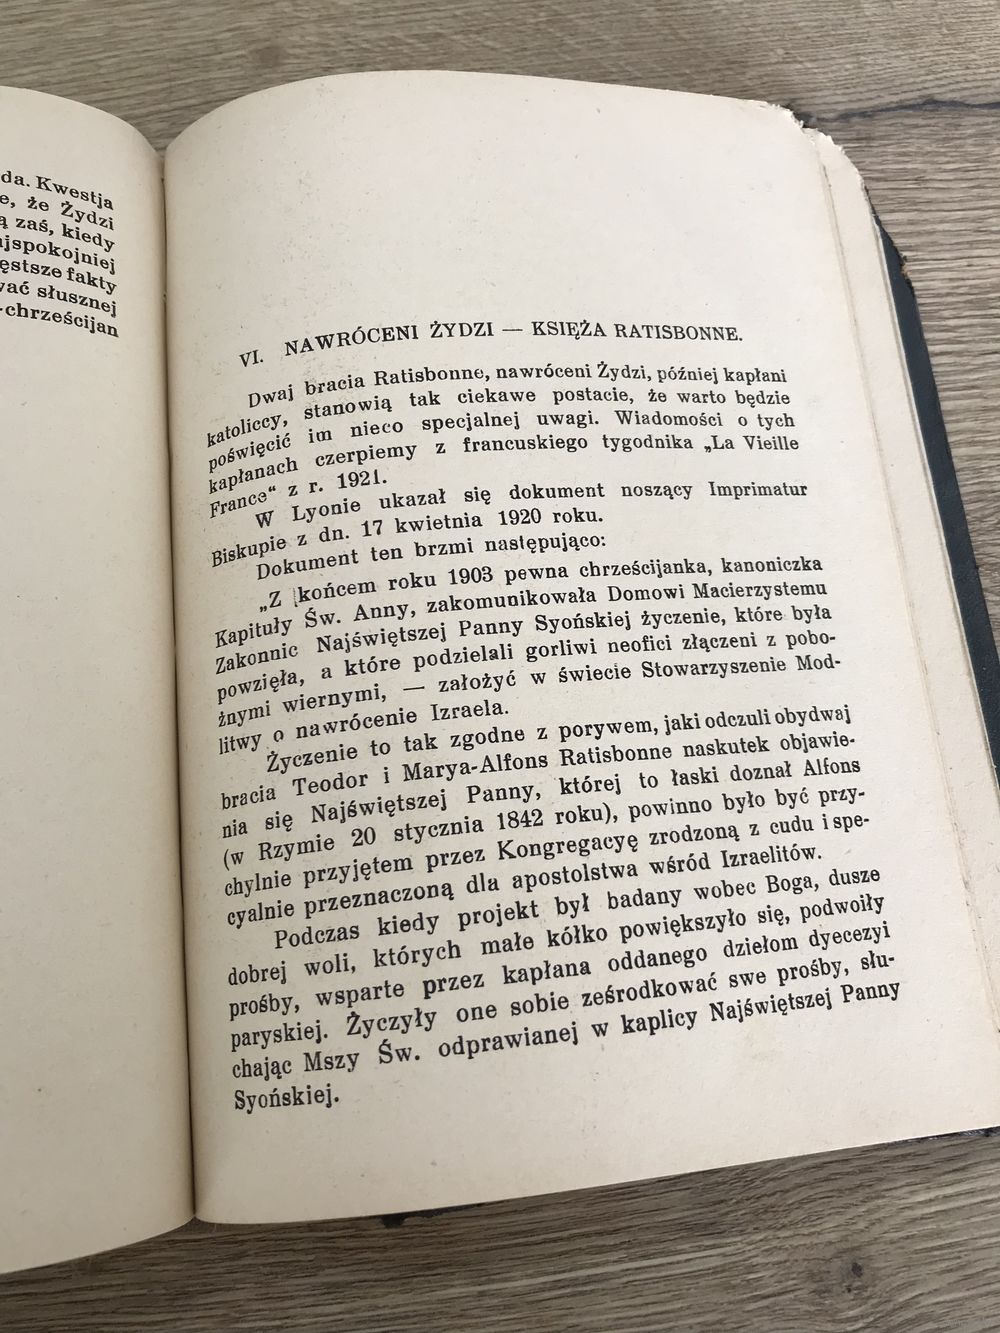 da. Kwestja
e, że Żydzi
ą zaś, kiedy
jspokojniej
ęstsze fakty
wać słusznej
-chrześcijan
VI. NAWRÓCENI ŻYDZI — KSIĘŻA RATISBONNE.
Dwaj bracia Ratisbonne, nawróceni Żydzi, później kapłani
katoliccy, stanowią tak ciekawe postacie, że warto będzie
poświęcić im nieco specjalnej uwagi. Wiadomości o tych
kapłanach czerpiemy z francuskiego tygodnika „La Vieille
France“ z r. 1921.
W Lyonie ukazał się dokument noszący Imprimatur
Biskupie z dn. 17 kwietnia 1920 roku.
Dokument ten brzmi następująco:
„Z końcem roku 1903 pewna chrześcijanka, kanoniczka
Kapituły Św. Anny, zakomunikowała Domowi Macierzystemu
Zakonnic Najświętszej Panny Syońskiej życzenie, które była
powzięła, a które podzielali gorliwi neofici złączeni z pobo-
żnymi wiernymi, — założyć w świecie Stowarzyszenie Mod-
litwy o nawrócenie Izraela.
Życzenie to tak zgodne z porywem, jaki odczuli obydwaj
bracia Teodor i Marya-Alfons Ratisbonne naskutek objawie-
nia się Najświętszej Panny, której to łaski doznał Alfons
(w Rzymie 20 stycznia 1842 roku), powinno było być przy-
chylnie przyjętem przez Kongregacyę zrodzoną z cudu i spe-
cyalnie przeznaczoną dla apostolstwa wśród Izraelitów.
Podczas kiedy projekt był badany wobec Boga, dusze
dobrej woli, których małe kółko powiększyło się, podwoiły
prośby, wsparte przez kapłana oddanego dziełom dyecezyi
paryskiej. Życzyły one sobie ześrodkować swe prośby, słu-
chając Mszy Św. odprawianej w kaplicy Najświętszej Panny
Syońskiej.